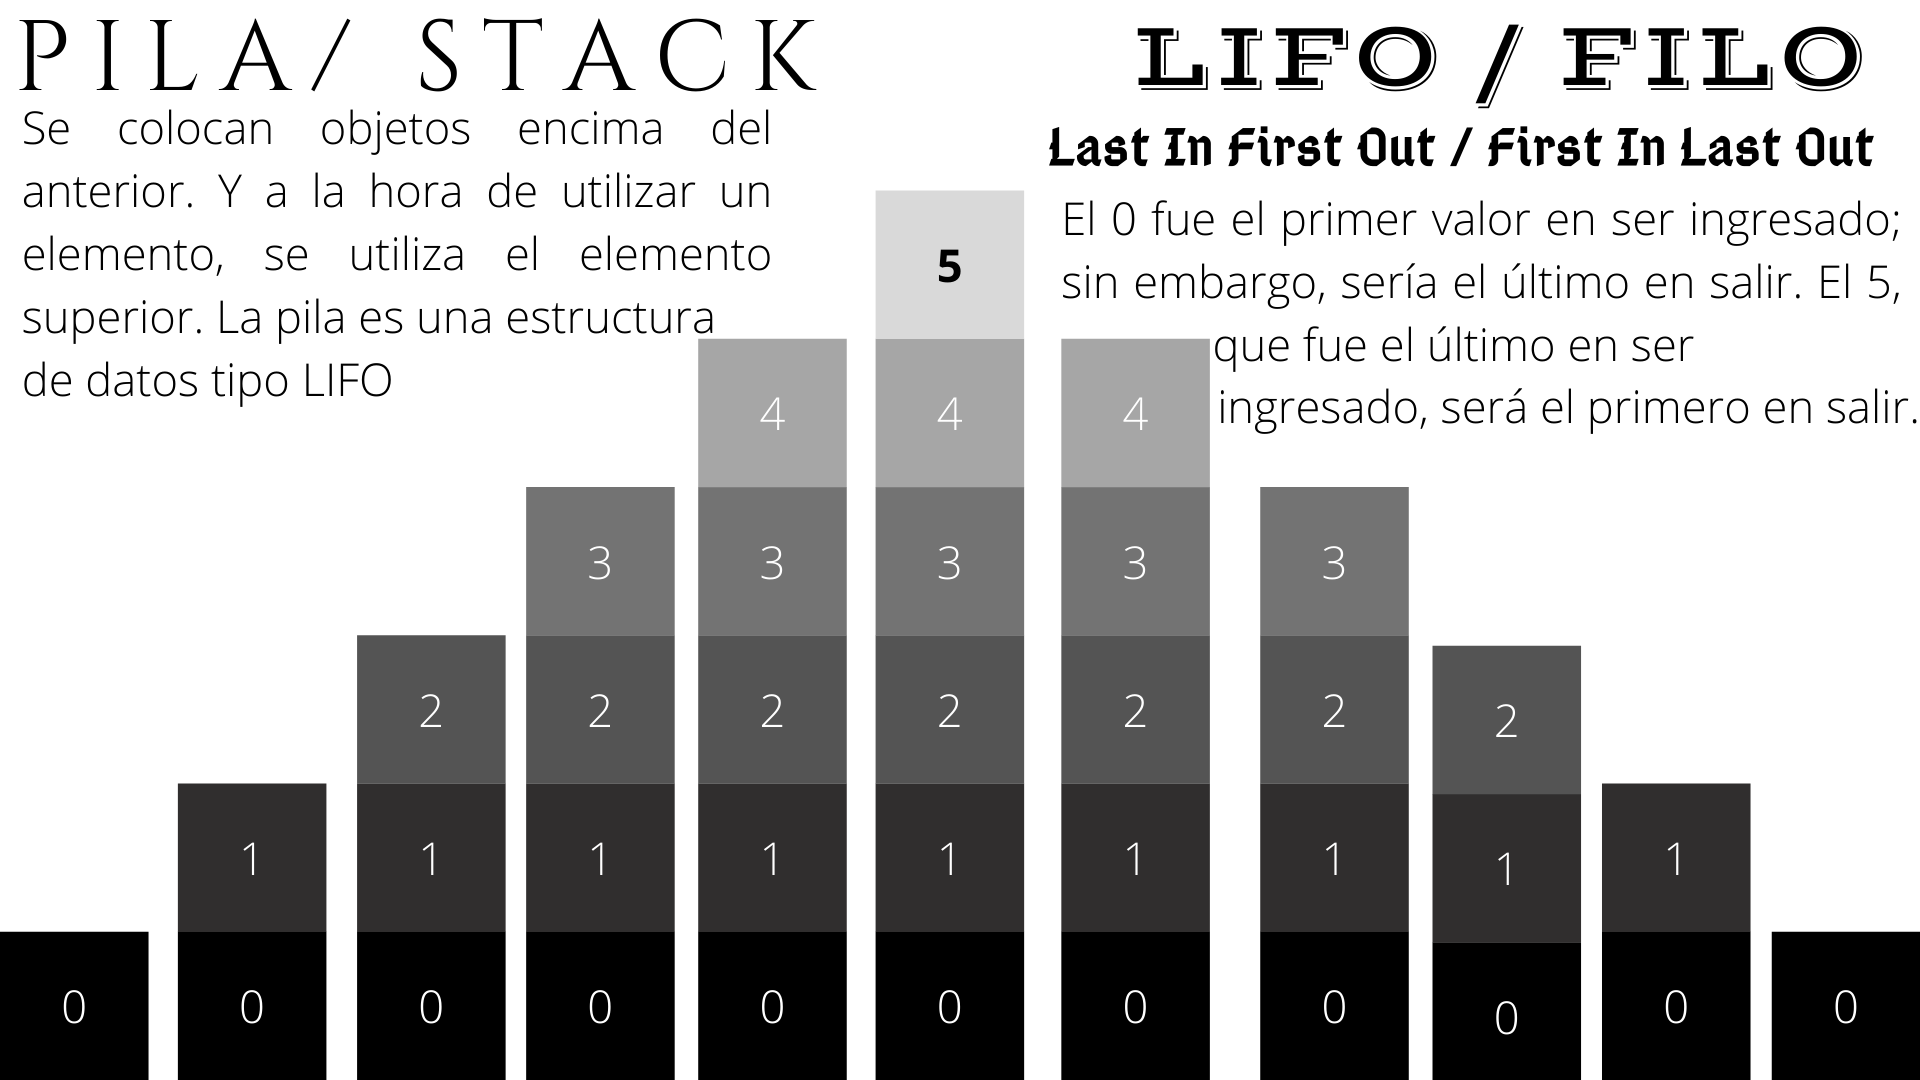 PILA/ STACK
Se colocan objetos encima del
anterior. Y a la hora de utilizar un
elemento, se utiliza el elemento
superior. La pila es una estructura
de datos tipo LIFO
LIFO / FILO
Last In First Out / First In Last Out
El 0 fue el primer valor en ser ingresado;
sin embargo, sería el último en salir. El 5,
que fue el último en ser
ingresado, será el primero en salir.
5
4 4 4
3 3 3 3 3
2 2 2 2 2 2 2
1 1 1 1 1 1 1 1 1
0 0 0 0 0 0 0 0 0 0 0